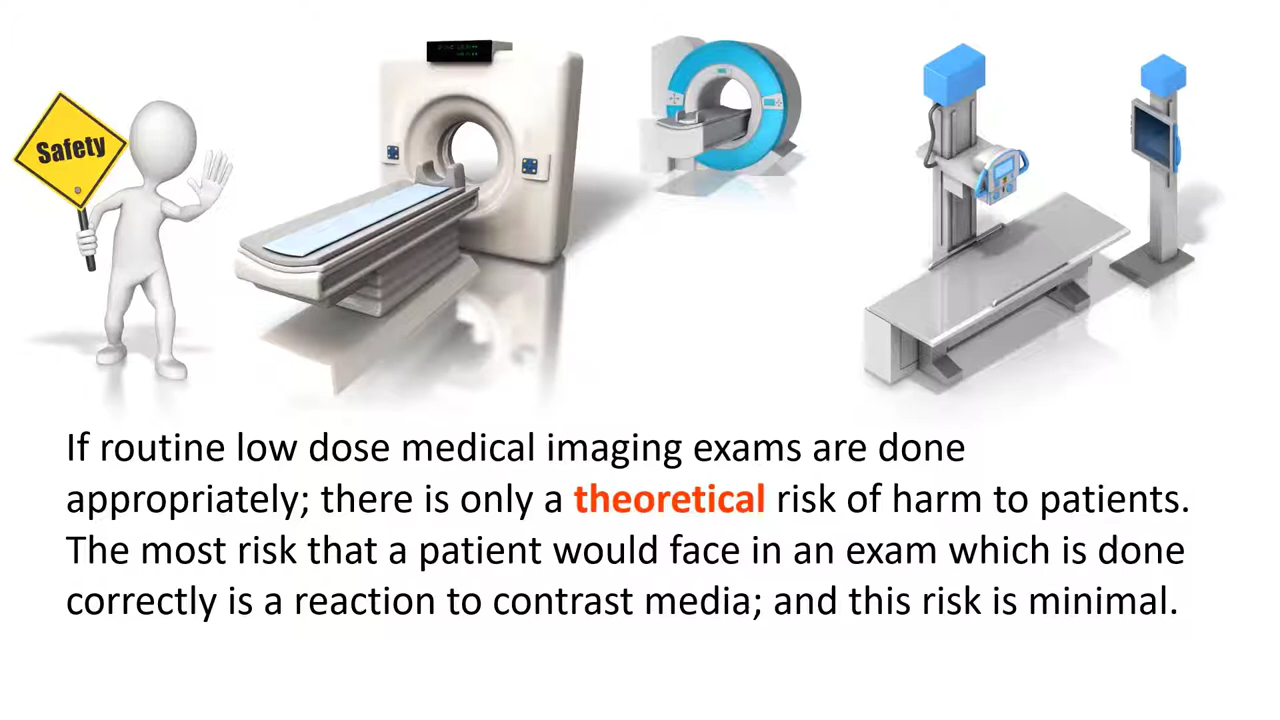 Safety
If routine low dose medical imaging exams are done
appropriately; there is only a theoretical risk of harm to patients.
The most risk that a patient would face in an exam which is done
correctly is a reaction to contrast media; and this risk is minimal.